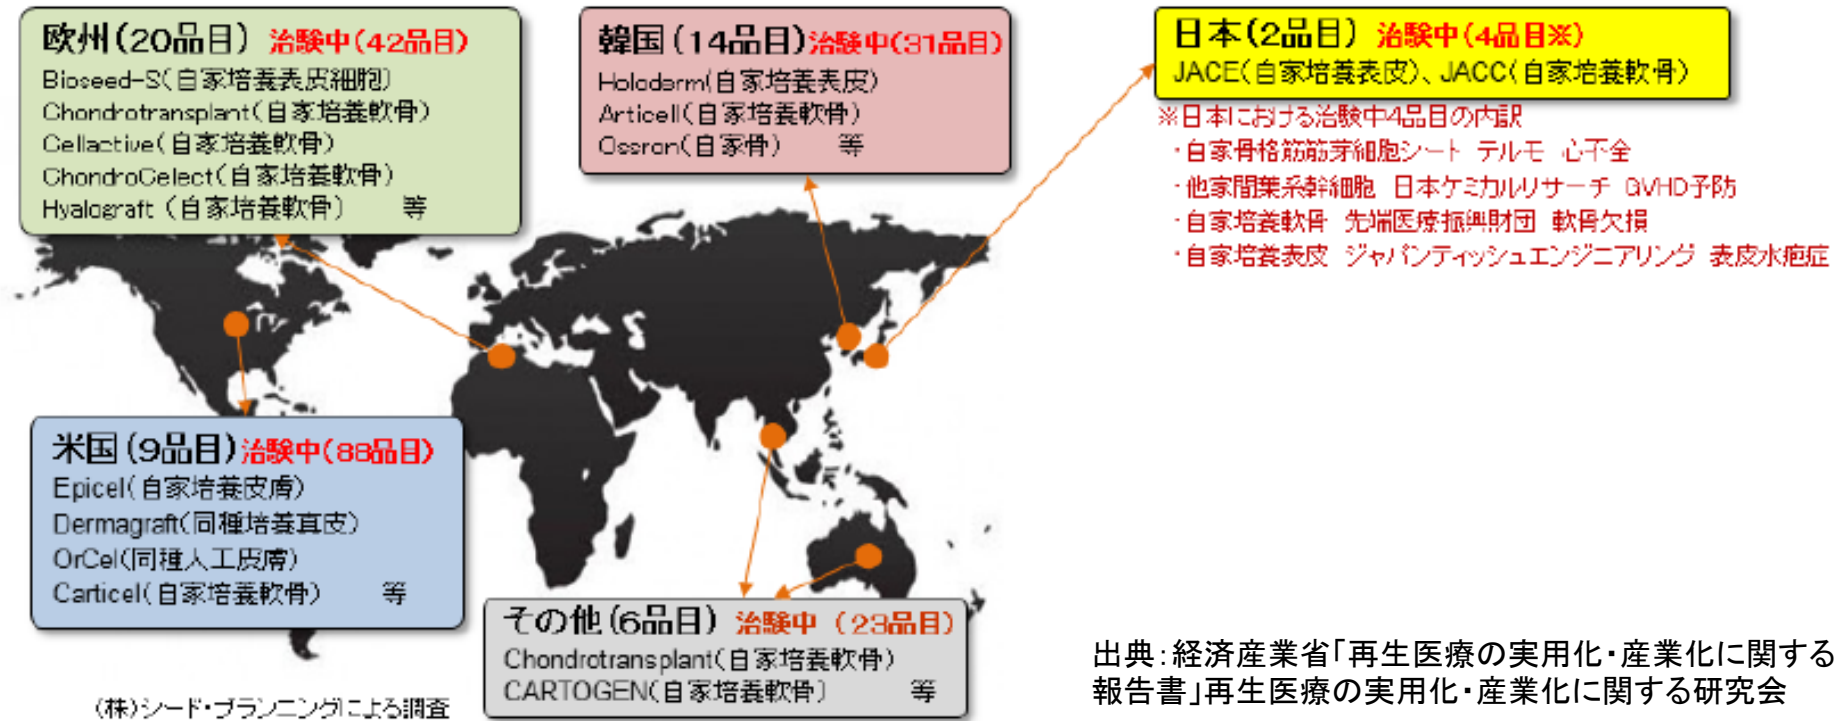 欧州(20品目) 治験中(42品目)
Bioseed-S(自家培養表皮細胞)
Chondrotransplant(自家培養軟骨)
Cellactive(自家培養軟骨)
ChondroCelect(自家培養軟骨)
Hyalograft (自家培養軟骨) 等
韓国(14品目)治験中(31品目)
Holoderm(自家培養表皮)
Articell(自家培養軟骨)
Ossron(自家骨) 等
日本(2品目) 治験中(4品目※)
JACE(自家培養表皮)、JACC(自家培養軟骨)
※日本における治験中4品目の内訳
・自家骨格筋筋芽細胞シート テルモ 心不全
・他家間葉系幹細胞 日本ケミカルリサーチ GVHD予防
・自家培養軟骨 先端医療振興財団 軟骨欠損
・自家培養表皮 ジャパンティッシュエンジニアリング 表皮水疱症
米国(9品目)治験中(88品目)
Epicel(自家培養皮膚)
Dermagraft(同種培養真皮)
OrCel(同種人工皮膚)
Carticel(自家培養軟骨) 等
その他(6品目) 治験中 (23品目)
Chondrotransplant(自家培養軟骨)
CARTOGEN(自家培養軟骨) 等
(株)シード・プランニングによる調査
出典:経済産業省「再生医療の実用化・産業化に関する
報告書」再生医療の実用化・産業化に関する研究会